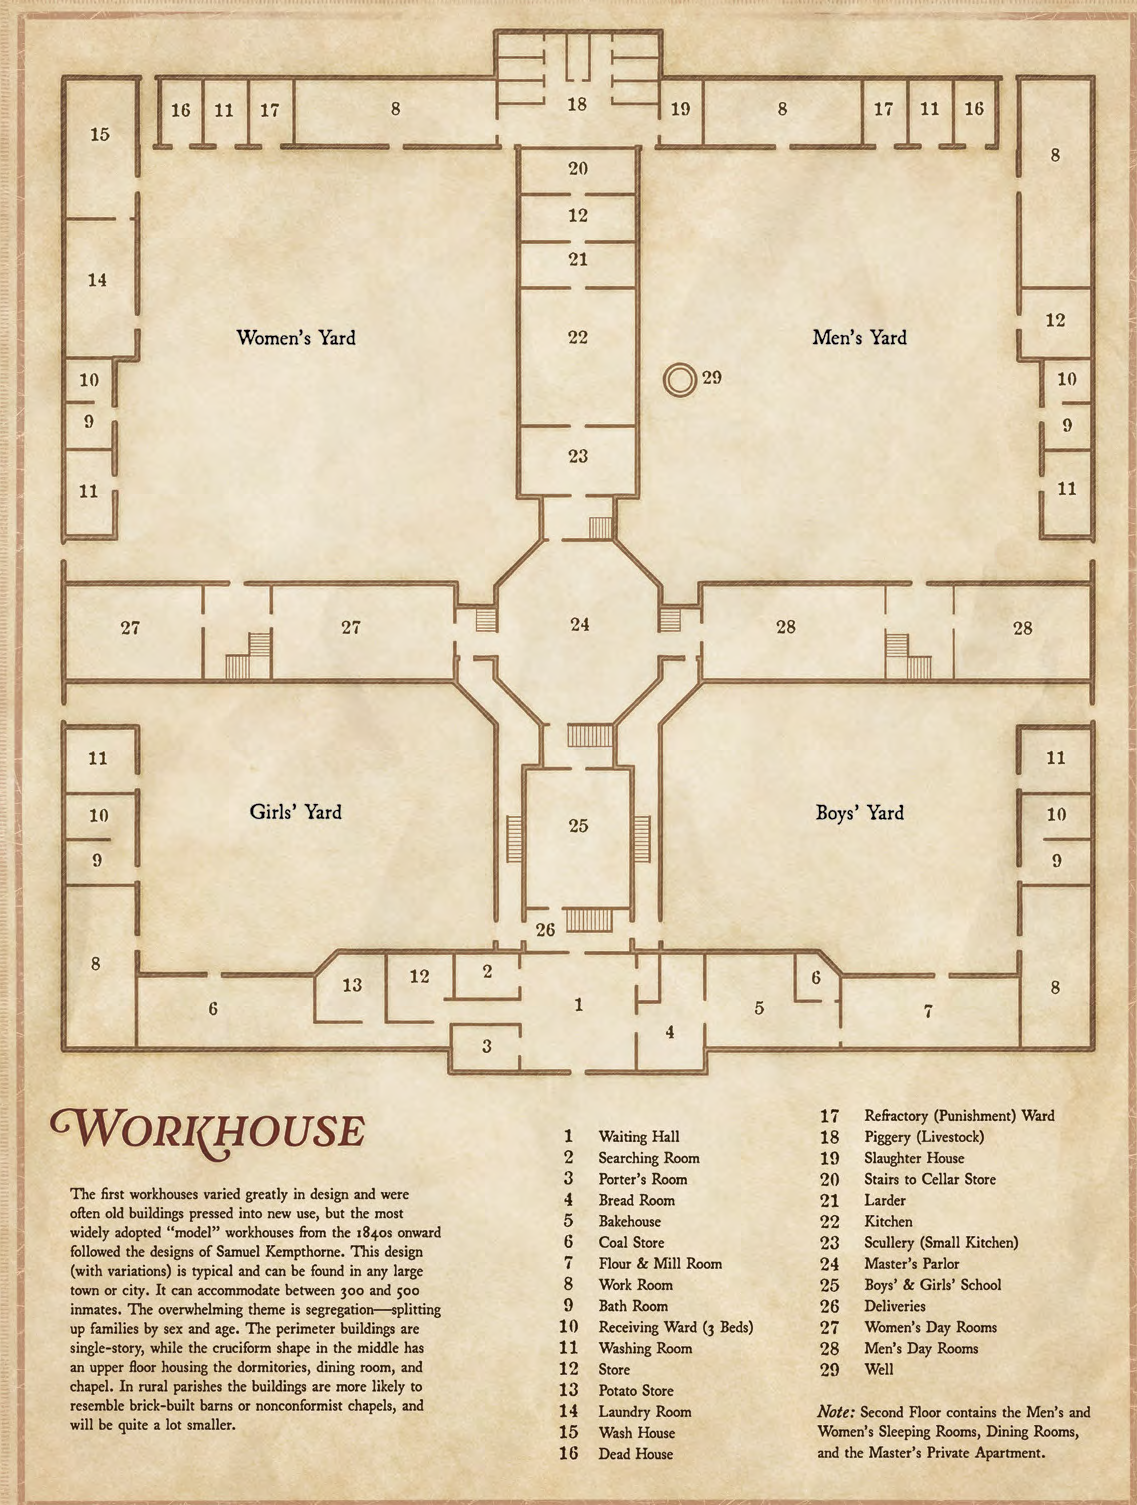 18
16 11 17 8 19 8 17 11 16
15
8
20
12
21
14
12
Women's Yard
22
Men's Yard
29
10
10
9
9
23
11
11
27
27
24
28
28
11
11
Girls' Yard
25
Boys' Yard
10
10
9
9
26
8
13
12
2
6
8
6
1
5
7
4
3
WORKHOUSE
The first workhouses varied greatly in design and were
often old buildings pressed into new use, but the most
widely adopted “model” workhouses from the 1840s onward
followed the designs of Samuel Kempthorne. This design
(with variations) is typical and can be found in any large
town or city. It can accommodate between 300 and 500
inmates. The overwhelming theme is segregation—splitting
up families by sex and age. The perimeter buildings are
single-story, while the cruciform shape in the middle has
an upper floor housing the dormitories, dining room, and
chapel. In rural parishes the buildings are more likely to
resemble brick-built barns or nonconformist chapels, and
will be quite a lot smaller.
1 Waiting Hall
2 Searching Room
3 Porter's Room
4 Bread Room
5 Bakehouse
6 Coal Store
7 Flour & Mill Room
8 Work Room
9 Bath Room
10 Receiving Ward (3 Beds)
11 Washing Room
12 Store
13 Potato Store
14 Laundry Room
15 Wash House
16 Dead House
17 Refractory (Punishment) Ward
18 Piggery (Livestock)
19 Slaughter House
20 Stairs to Cellar Store
21 Larder
22 Kitchen
23 Scullery (Small Kitchen)
24 Master's Parlor
25 Boys' & Girls' School
26 Deliveries
27 Women's Day Rooms
28 Men's Day Rooms
29 Well
Note: Second Floor contains the Men's and
Women's Sleeping Rooms, Dining Rooms,
and the Master's Private Apartment.